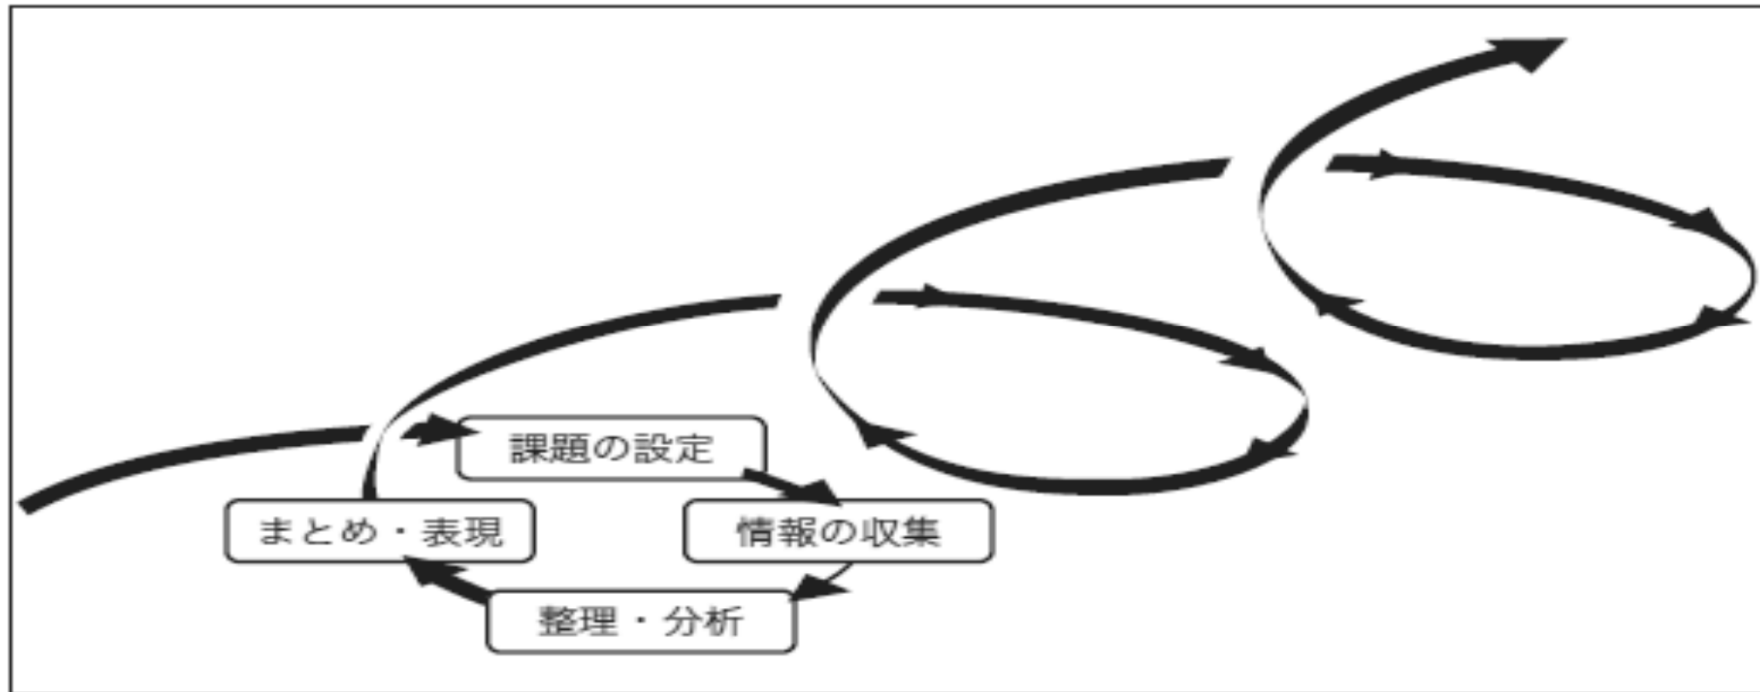 課題の設定
まとめ・表現
情報の収集
整理・分析